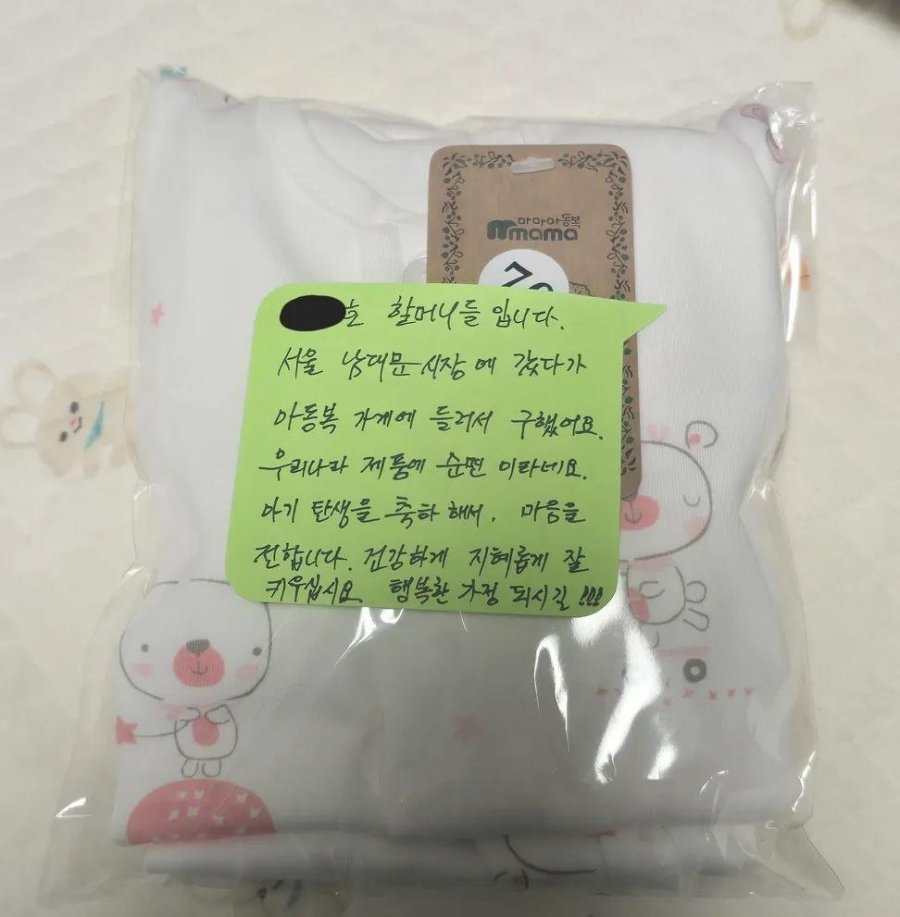 마마아동복
mama
호 할머니들 입니다.
서울 남대문시장에 갔다가
아동복 가게에 들러서 구했어요.
우리나라 제품에 순면 이라네요.
아기 탄생을 축하 해서, 마음을
전합니다. 건강하게 지혜롭게 잘
키우십시요. 행복한 가정 되시길!!!